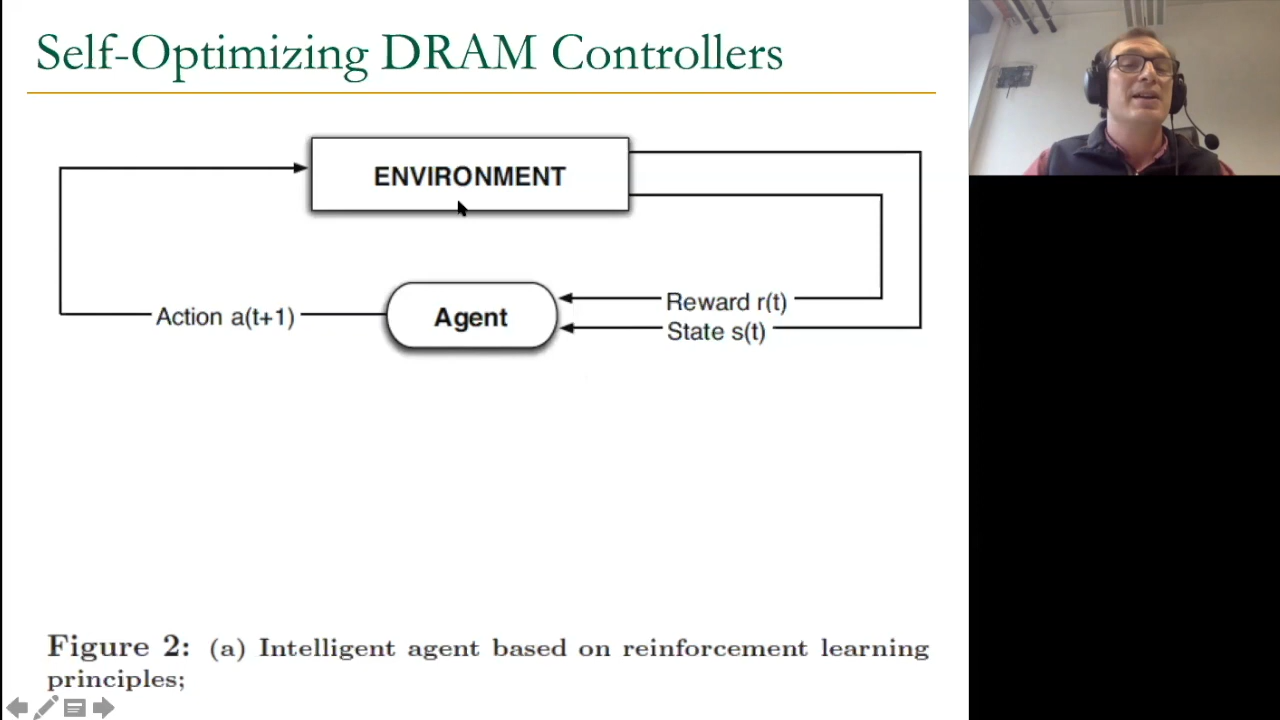 Self-Optimizing DRAM Controllers
ENVIRONMENT
Action a(t+1)
Agent
Reward r(t)
State s(t)
Figure 2: (a) Intelligent agent based on reinforcement learning
principles;